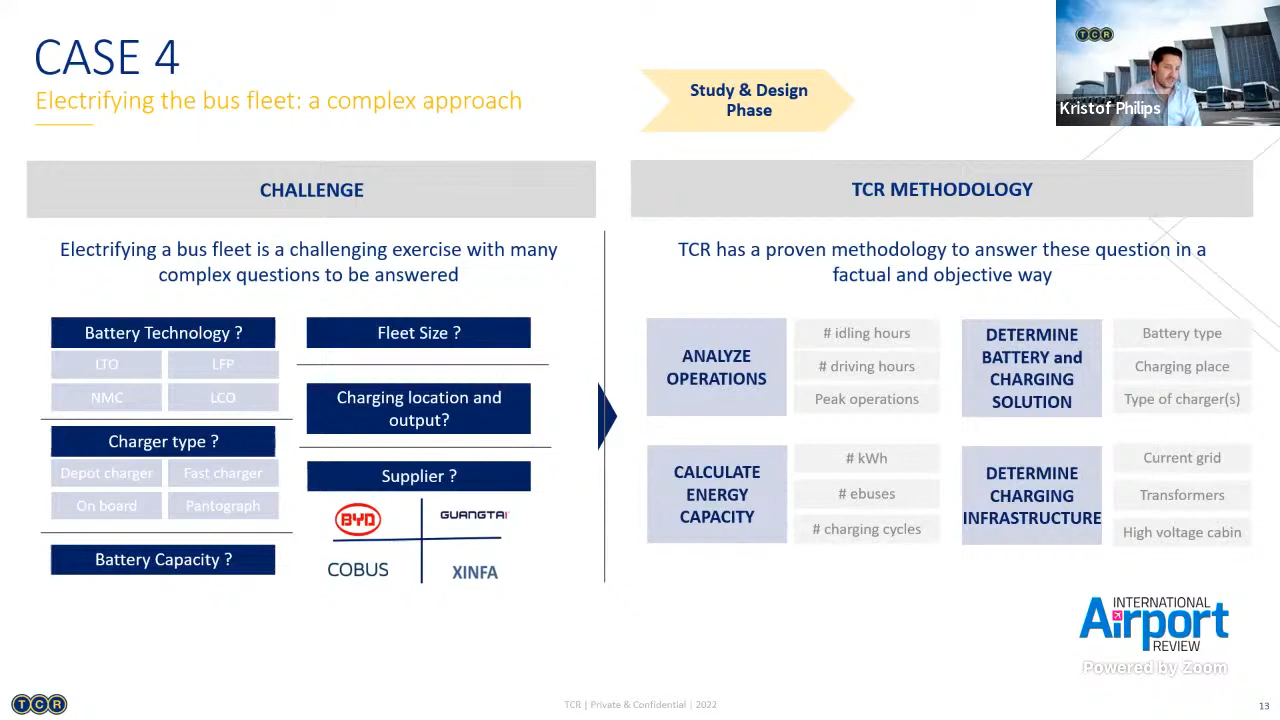 CASE 4
Electrifying the bus fleet: a complex approach
Study & Design
Phase
TCR
Kristof Philips
CHALLENGE
Electrifying a bus fleet is a challenging exercise with many
complex questions to be answered
Battery Technology ?
LTO
LFP
NMC
LCO
Charger type ?
Depot charger
Fast charger
On board
Pantograph
Battery Capacity ?
Fleet Size ?
Charging location and
output?
Supplier ?
BYD
GUANGTAI
COBUS
XINFA
TCR METHODOLOGY
TCR has a proven methodology to answer these question in a
factual and objective way
ANALYZE
OPERATIONS
# idling hours
# driving hours
Peak operations
DETERMINE
BATTERY and
CHARGING
SOLUTION
Battery type
Charging place
Type of charger(s)
CALCULATE
ENERGY
CAPACITY
# kWh
# ebuses
# charging cycles
DETERMINE
CHARGING
INFRASTRUCTURE
Current grid
Transformers
High voltage cabin
INTERNATIONAL
Airport
REVIEW
Powered by Zoom
TCR
TCR | Private & Confidential | 2022
13